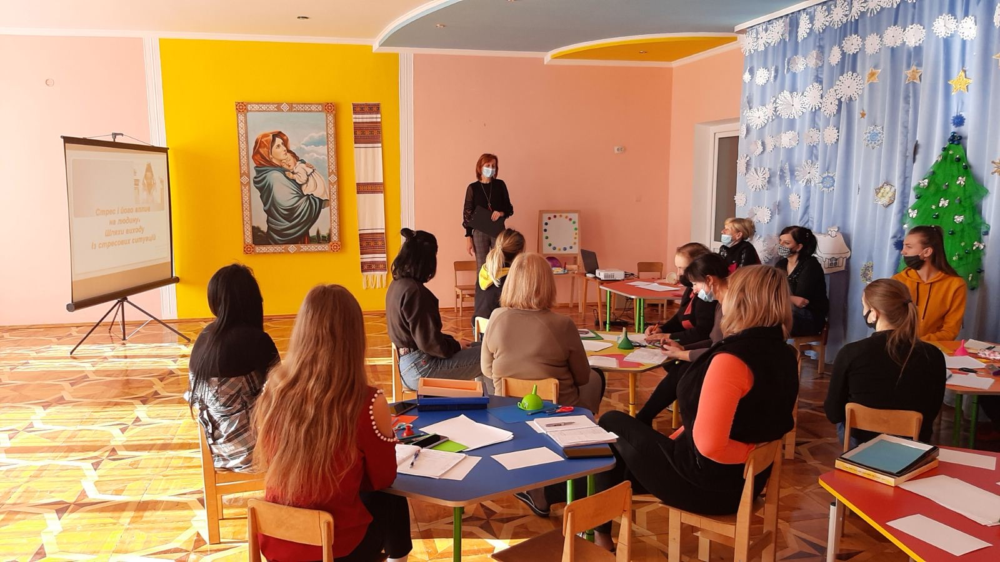 Стрес і його вплив
на людину.
Шляхи виходу
Із стресових ситуацій